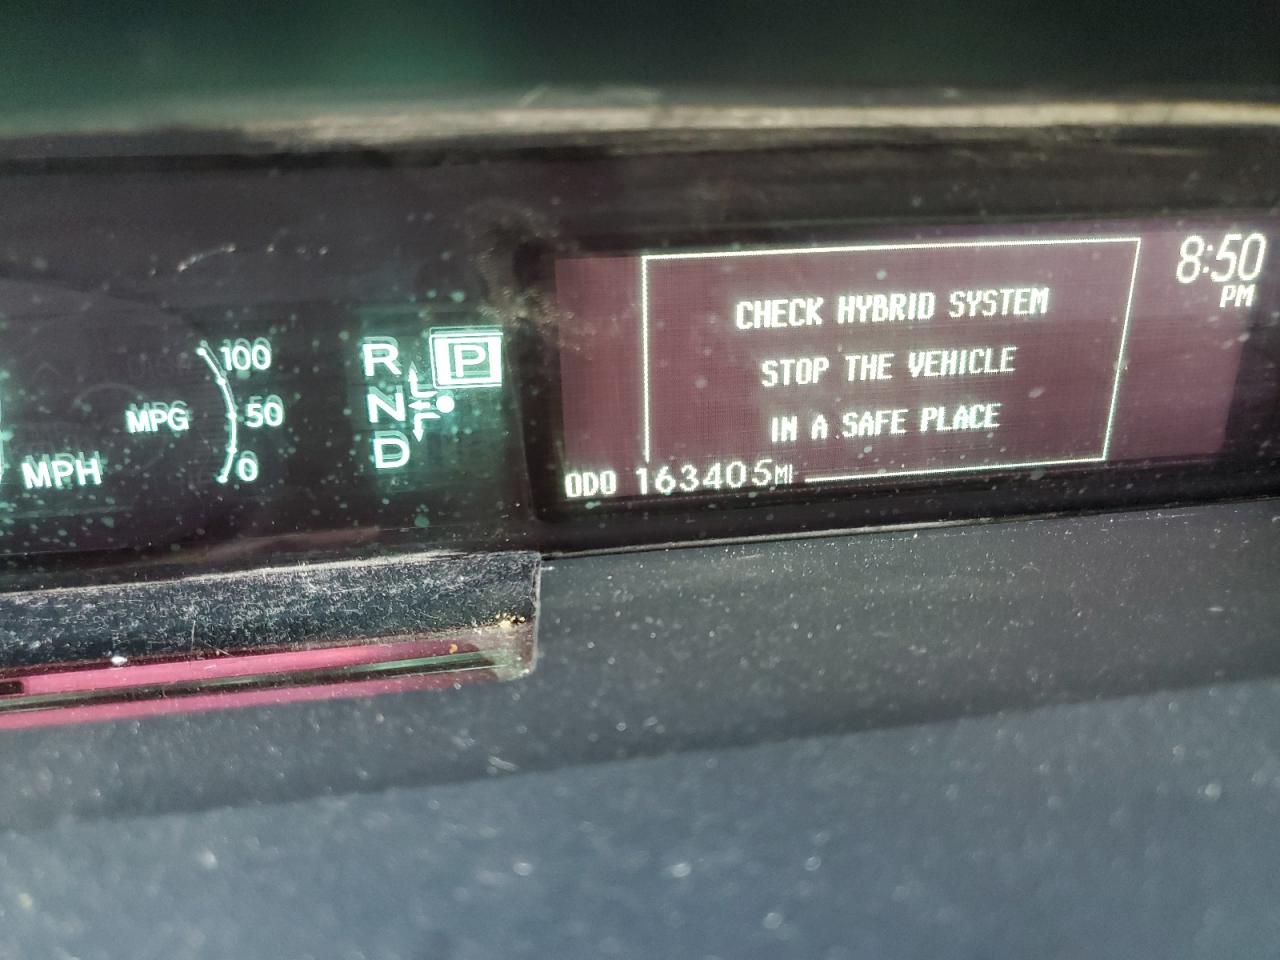 100
MPG 50
MPH 0
R P
N
D
8:50
PM
CHECK HYBRID SYSTEM
STOP THE VEHICLE
IN A SAFE PLACE
ODO 163405MI